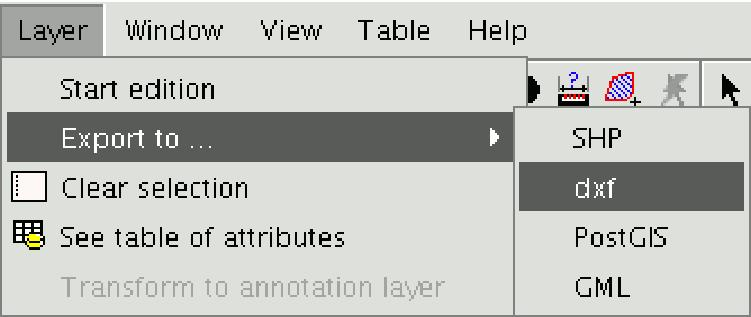 Layer Window View Table Help
Start edition
Export to ...
Clear selection
See table of attributes
Transform to annotation layer
SHP
dxf
PostGIS
GML